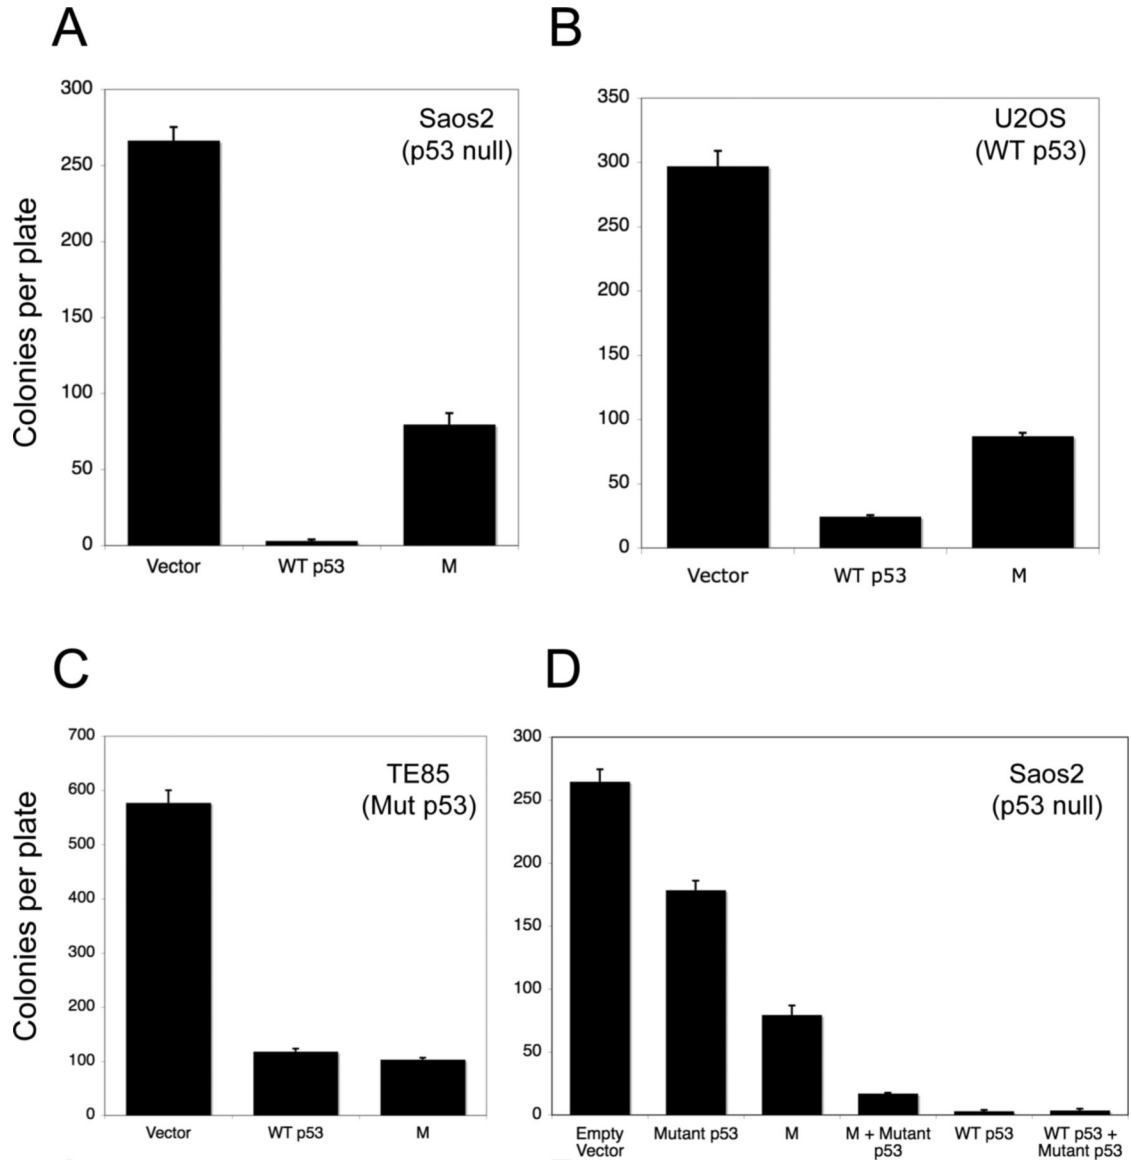 A
B
Colonies per plate
300
250
200
150
100
50
0
Saos2
(p53 null)
Vector
WT p53
M
350
300
250
200
150
100
50
0
U2OS
(WT p53)
Vector
WT p53
M
C
D
Colonies per plate
700
600
500
400
300
200
100
0
TE85
(Mut p53)
Vector
WT p53
M
300
250
200
150
100
50
0
Saos2
(p53 null)
Empty
Vector
Mutant p53
M
M + Mutant
p53
WT p53
WT p53 +
Mutant p53